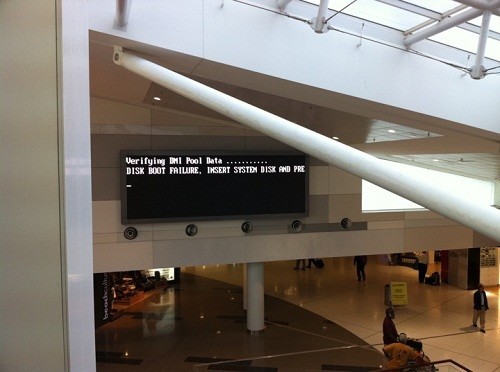 Verifying DMI Pool Data ...........
DISK BOOT FAILURE, INSERT SYSTEM DISK AND PRE